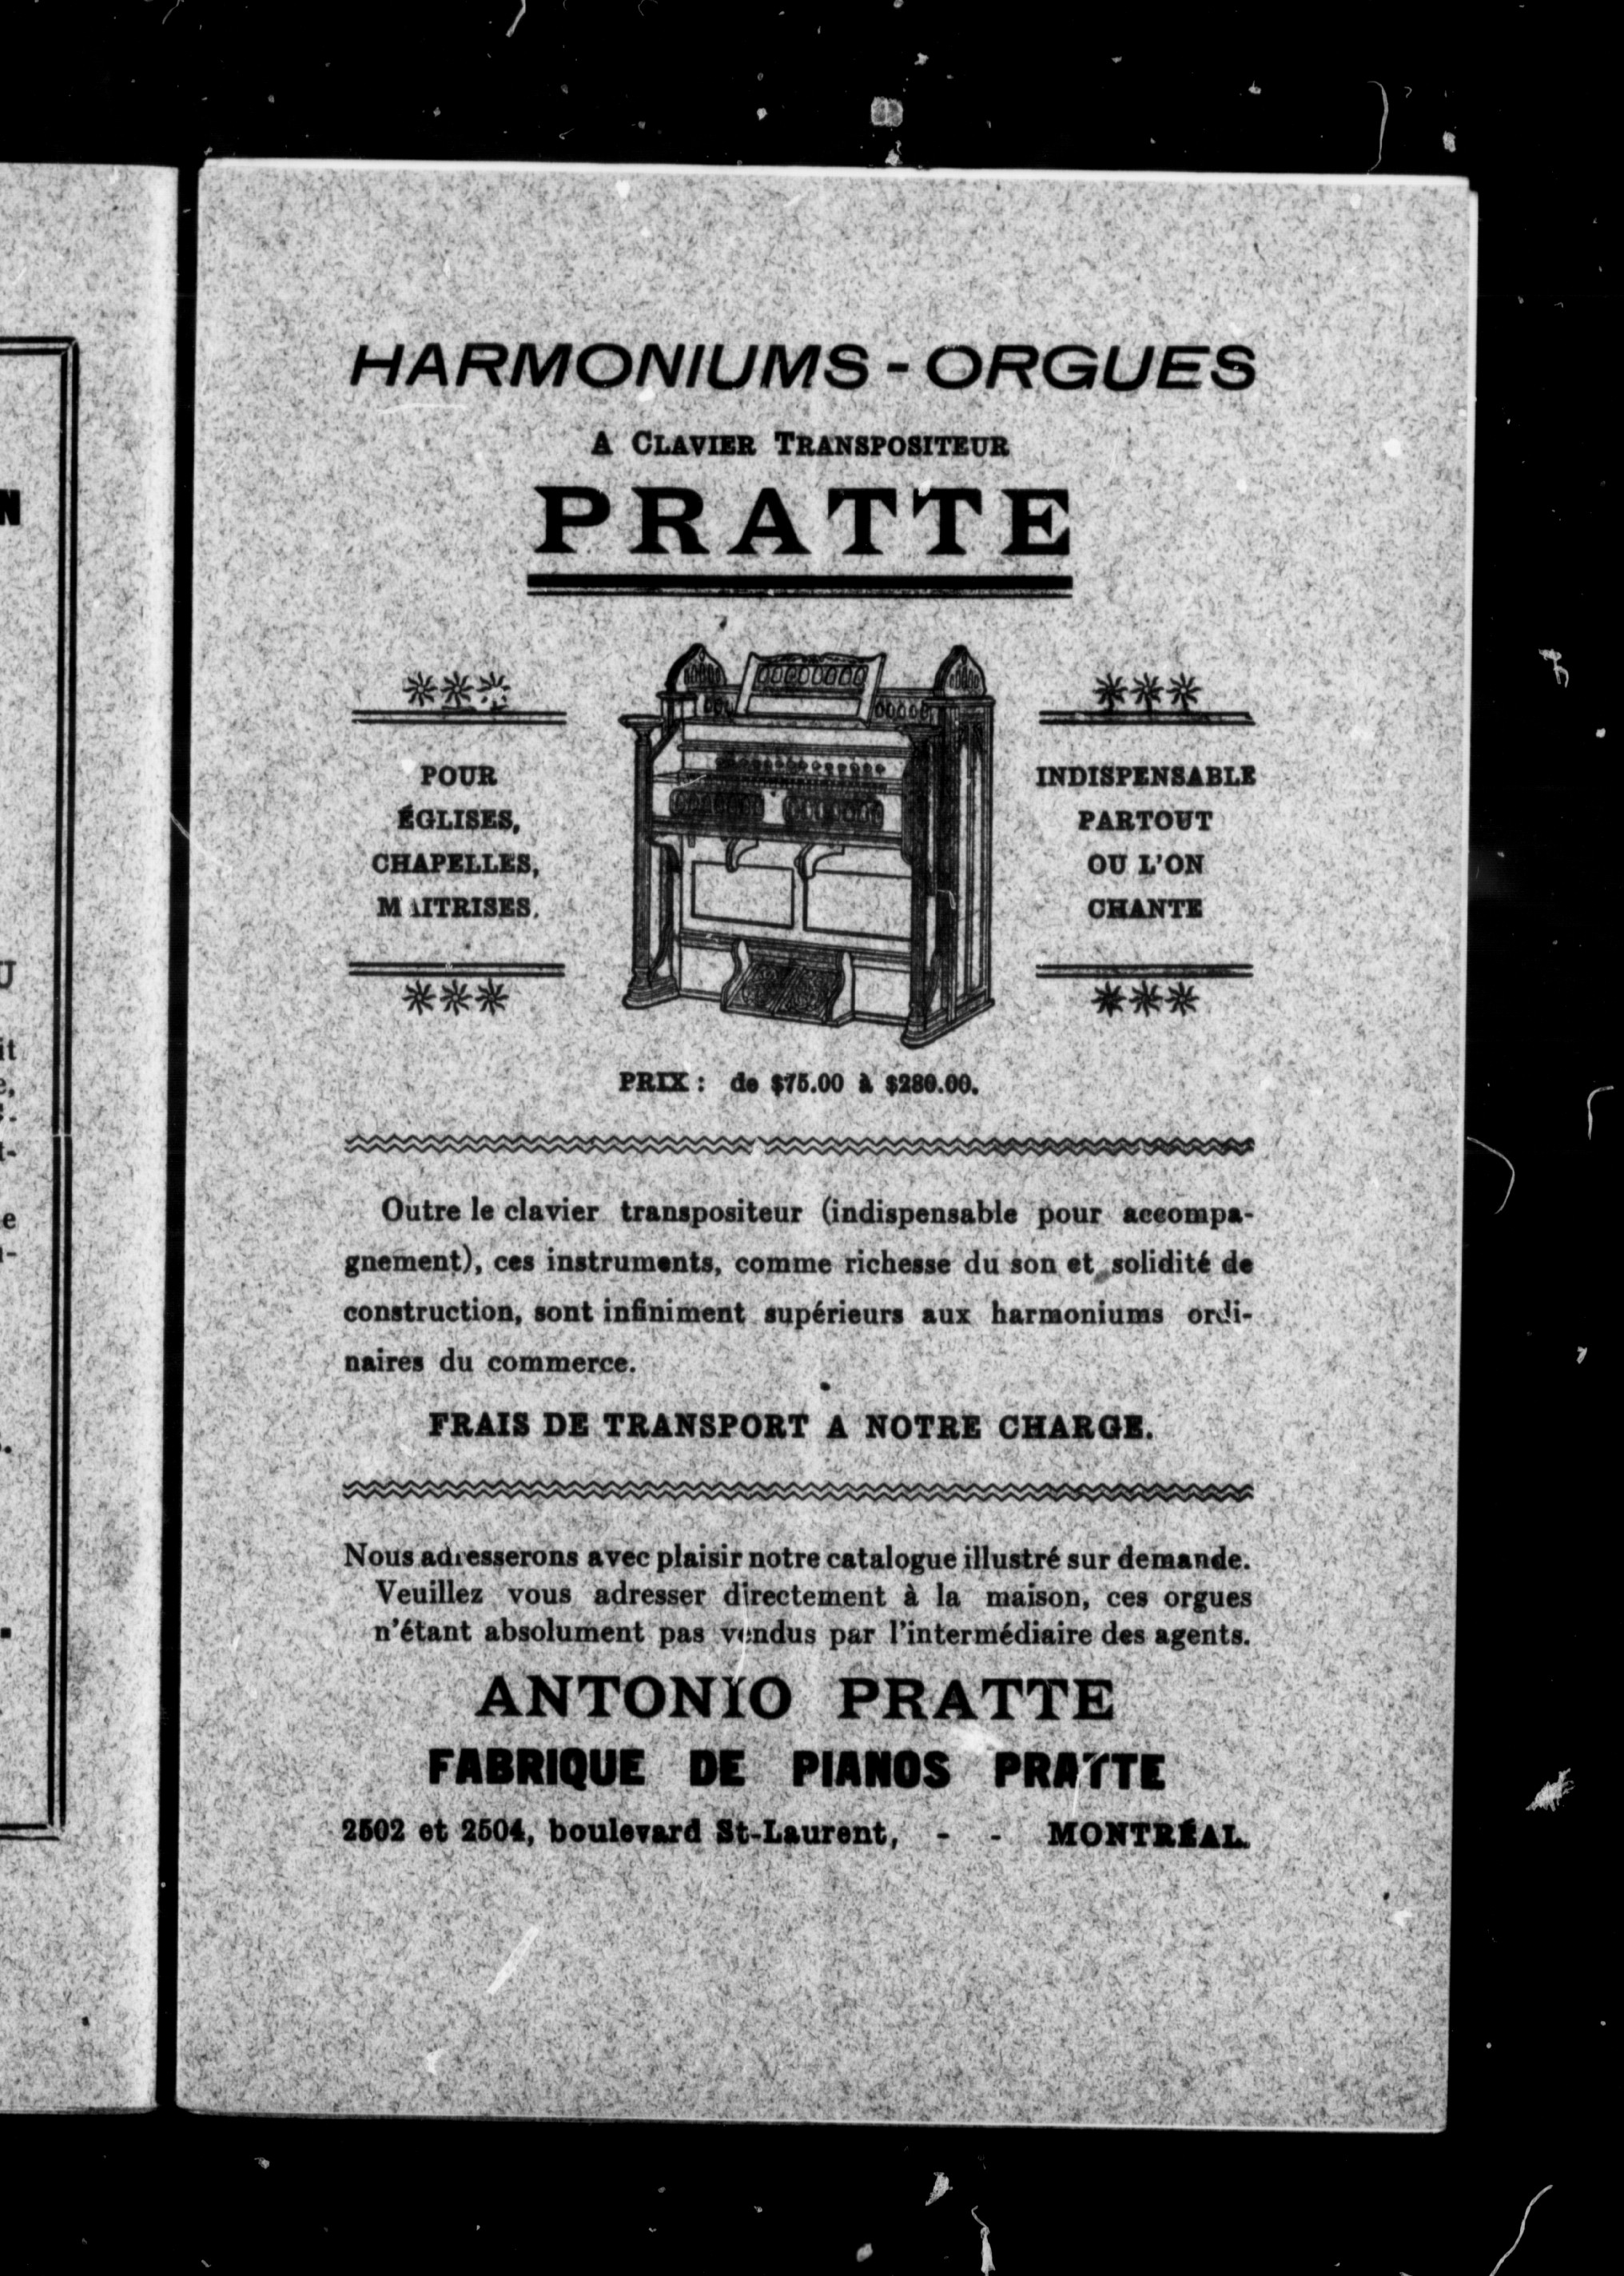 HARMONIUMS - ORGUES
A CLAVIER TRANSPOSITEUR
PRATTE
POUR
ÉGLISES,
CHAPELLES,
MAITRISES.
INDISPENSABLE
PARTOUT
OU L'ON
CHANTE
PRIX : de $75.00 à $280.00.
Outre le clavier transpositeur (indispensable pour accompa-
gnement), ces instruments, comme richesse du son et solidité de
construction, sont infiniment supérieurs aux harmoniums ordi-
naires du commerce.
FRAIS DE TRANSPORT A NOTRE CHARGE.
Nous adresserons avec plaisir notre catalogue illustré sur demande.
Veuillez vous adresser directement à la maison, ces orgues
n'étant absolument pas vendus par l'intermédiaire des agents.
ANTONIO PRATTE
FABRIQUE DE PIANOS PRATTE
2502 et 2504, boulevard St-Laurent, - - MONTRÉAL.